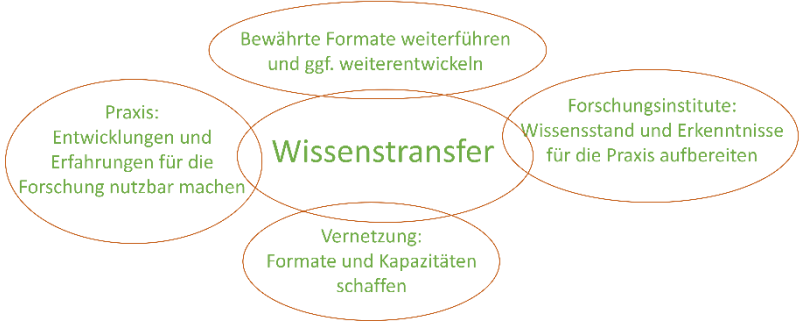 Bewährte Formate weiterführen
und ggf. weiterentwickeln
Praxis:
Entwicklungen und
Erfahrungen für die
Forschung nutzbar machen
Wissenstransfer
Forschungsinstitute:
Wissensstand und Erkenntnisse
für die Praxis aufbereiten
Vernetzung:
Formate und Kapazitäten
schaffen